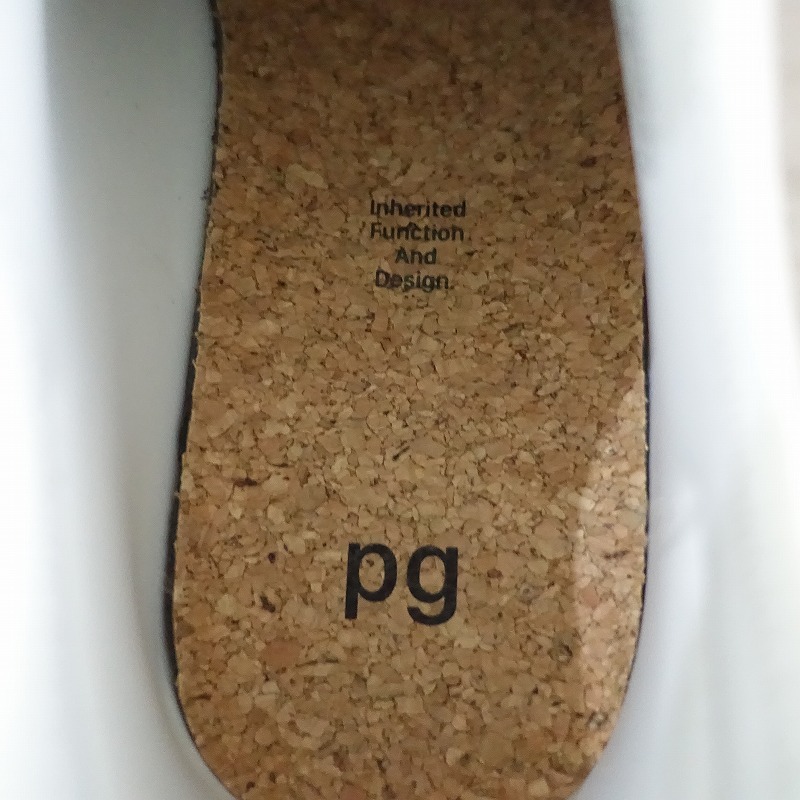 Inherited
Function
And
Design.
pg